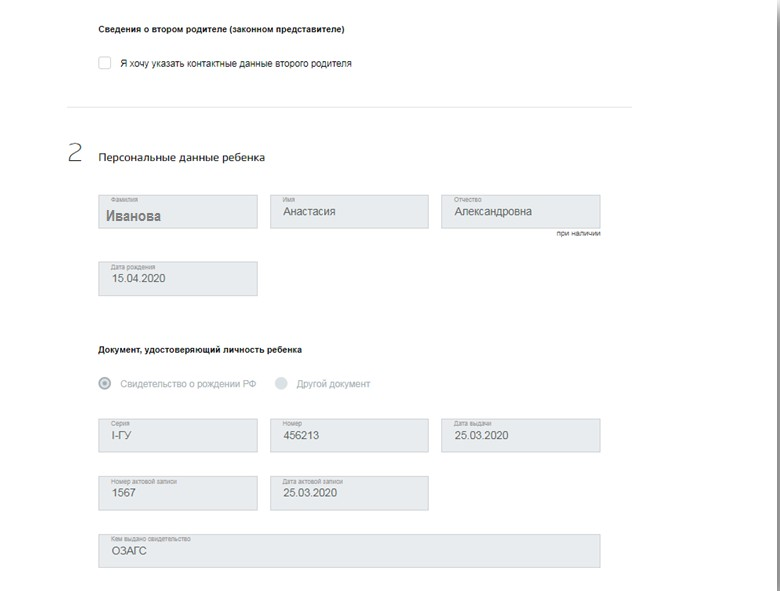 Сведения о втором родителе (законном представителе)
Я хочу указать контактные данные второго родителя
2 Персональные данные ребенка
Фамилия Имя Отчество
Иванова Анастасия Александровна
при наличии
Дата рождения
15.04.2020
Документ, удостоверяющий личность ребенка
Свидетельство о рождении РФ Другой документ
Серия Номер Дата выдачи
I-ГУ 456213 25.03.2020
Номер актовой записи Дата актовой записи
1567 25.03.2020
Кем выдано свидетельство
ОЗАГС